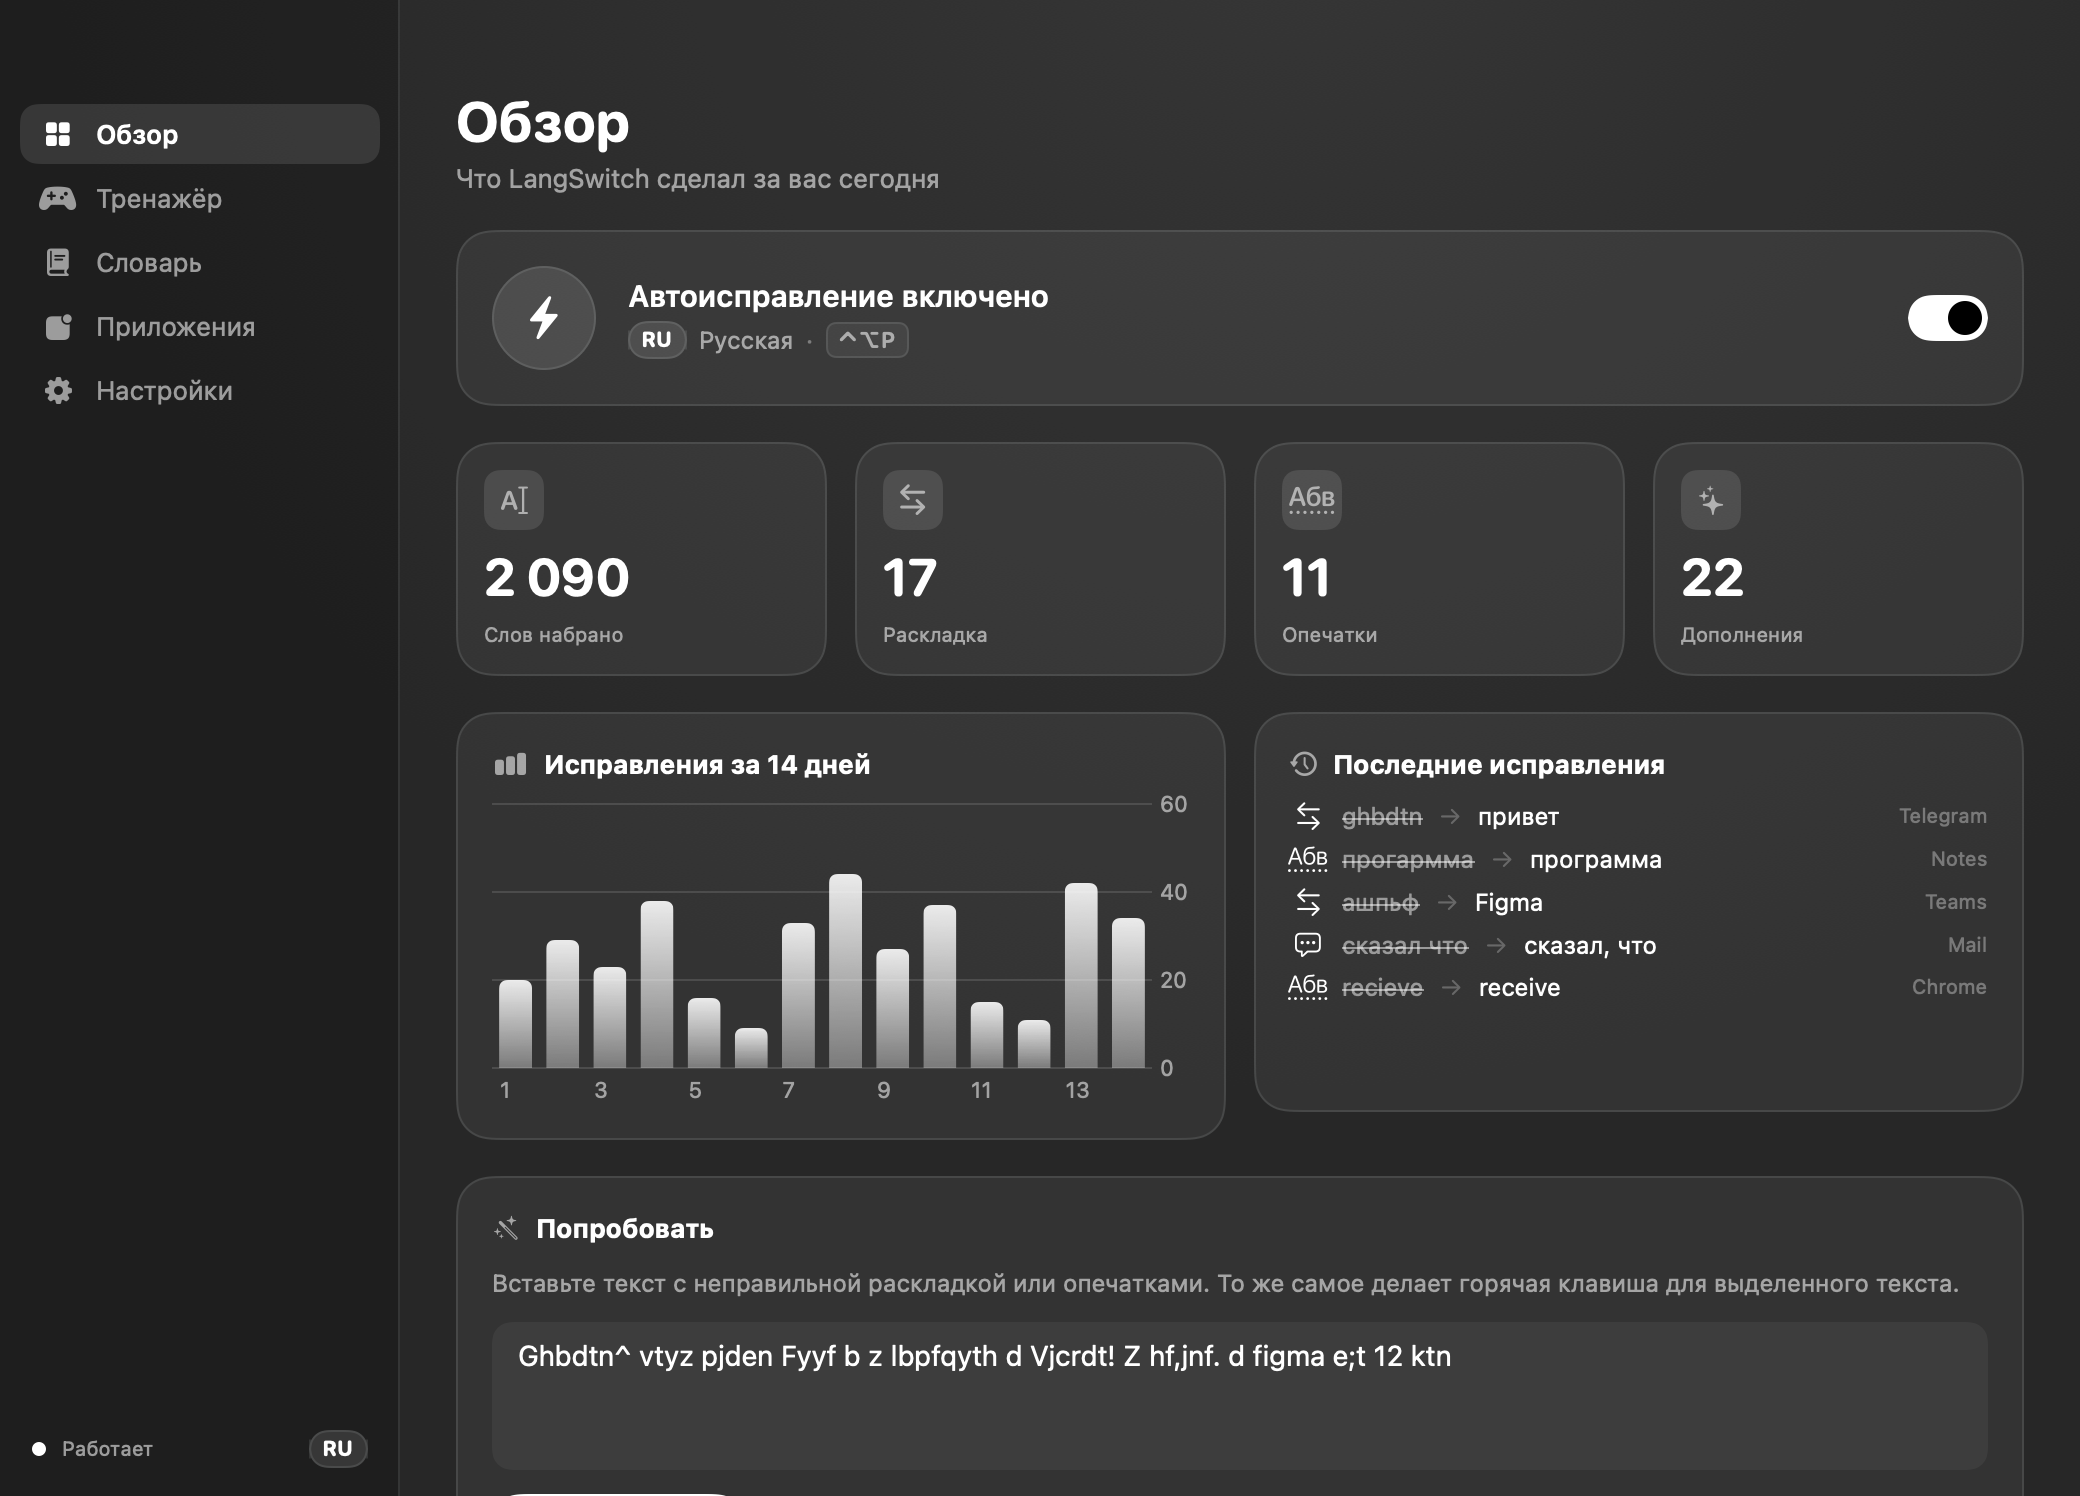 Обзор
Тренажёр
Словарь
Приложения
Настройки
Работает
RU
Обзор
Что LangSwitch сделал за вас сегодня
Автоисправление включено
RU Русская · ^⌥P
A
2 090
Слов набрано
17
Раскладка
Абв
11
Опечатки
22
Дополнения
Исправления за 14 дней
60
40
20
0
1 3 5 7 9 11 13
Последние исправления
ghbdtn → привет Telegram
Абв прогармма → программа Notes
ашпьф → Figma Teams
сказал что → сказал, что Mail
Абв recieve → receive Chrome
Попробовать
Вставьте текст с неправильной раскладкой или опечатками. То же самое делает горячая клавиша для выделенного текста.
Ghbdtn^ vtyz pjden Fyyf b z lbpfqyth d Vjcrdt! Z hf,jnf. d figma e;t 12 ktn